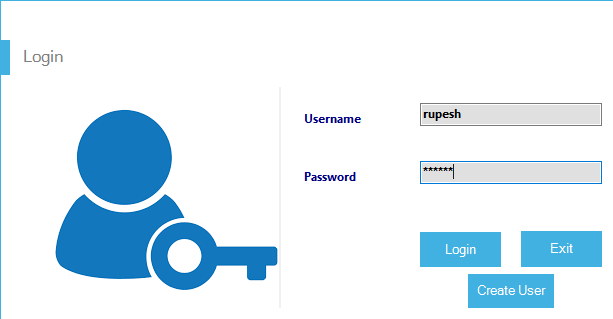 Login
Username
rupesh
Password
******
Login
Exit
Create User